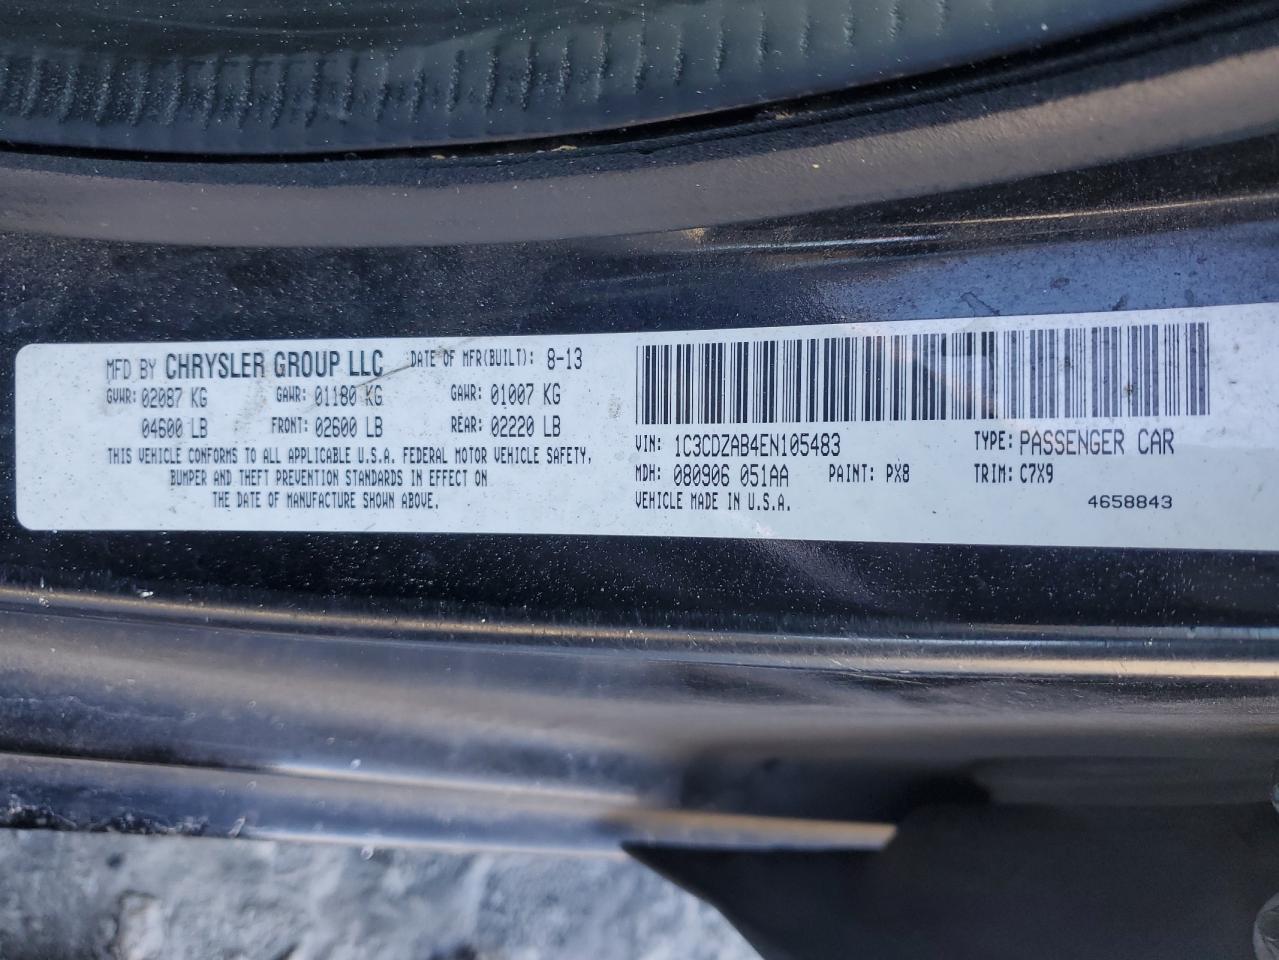 MFD BY CHRYSLER GROUP LLC DATE OF MFR(BUILT): 8-13
GVWR: 02087 KG GAWR: 01180 KG GAWR: 01007 KG
04600 LB FRONT: 02600 LB REAR: 02220 LB
THIS VEHICLE CONFORMS TO ALL APPLICABLE U.S.A. FEDERAL MOTOR VEHICLE SAFETY,
BUMPER AND THEFT PREVENTION STANDARDS IN EFFECT ON
THE DATE OF MANUFACTURE SHOWN ABOVE.
VIN: 1C3CDZAB4EN105483 TYPE: PASSENGER CAR
MDH: 080906 051AA PAINT: PX8 TRIM: C7X9
VEHICLE MADE IN U.S.A. 4658843